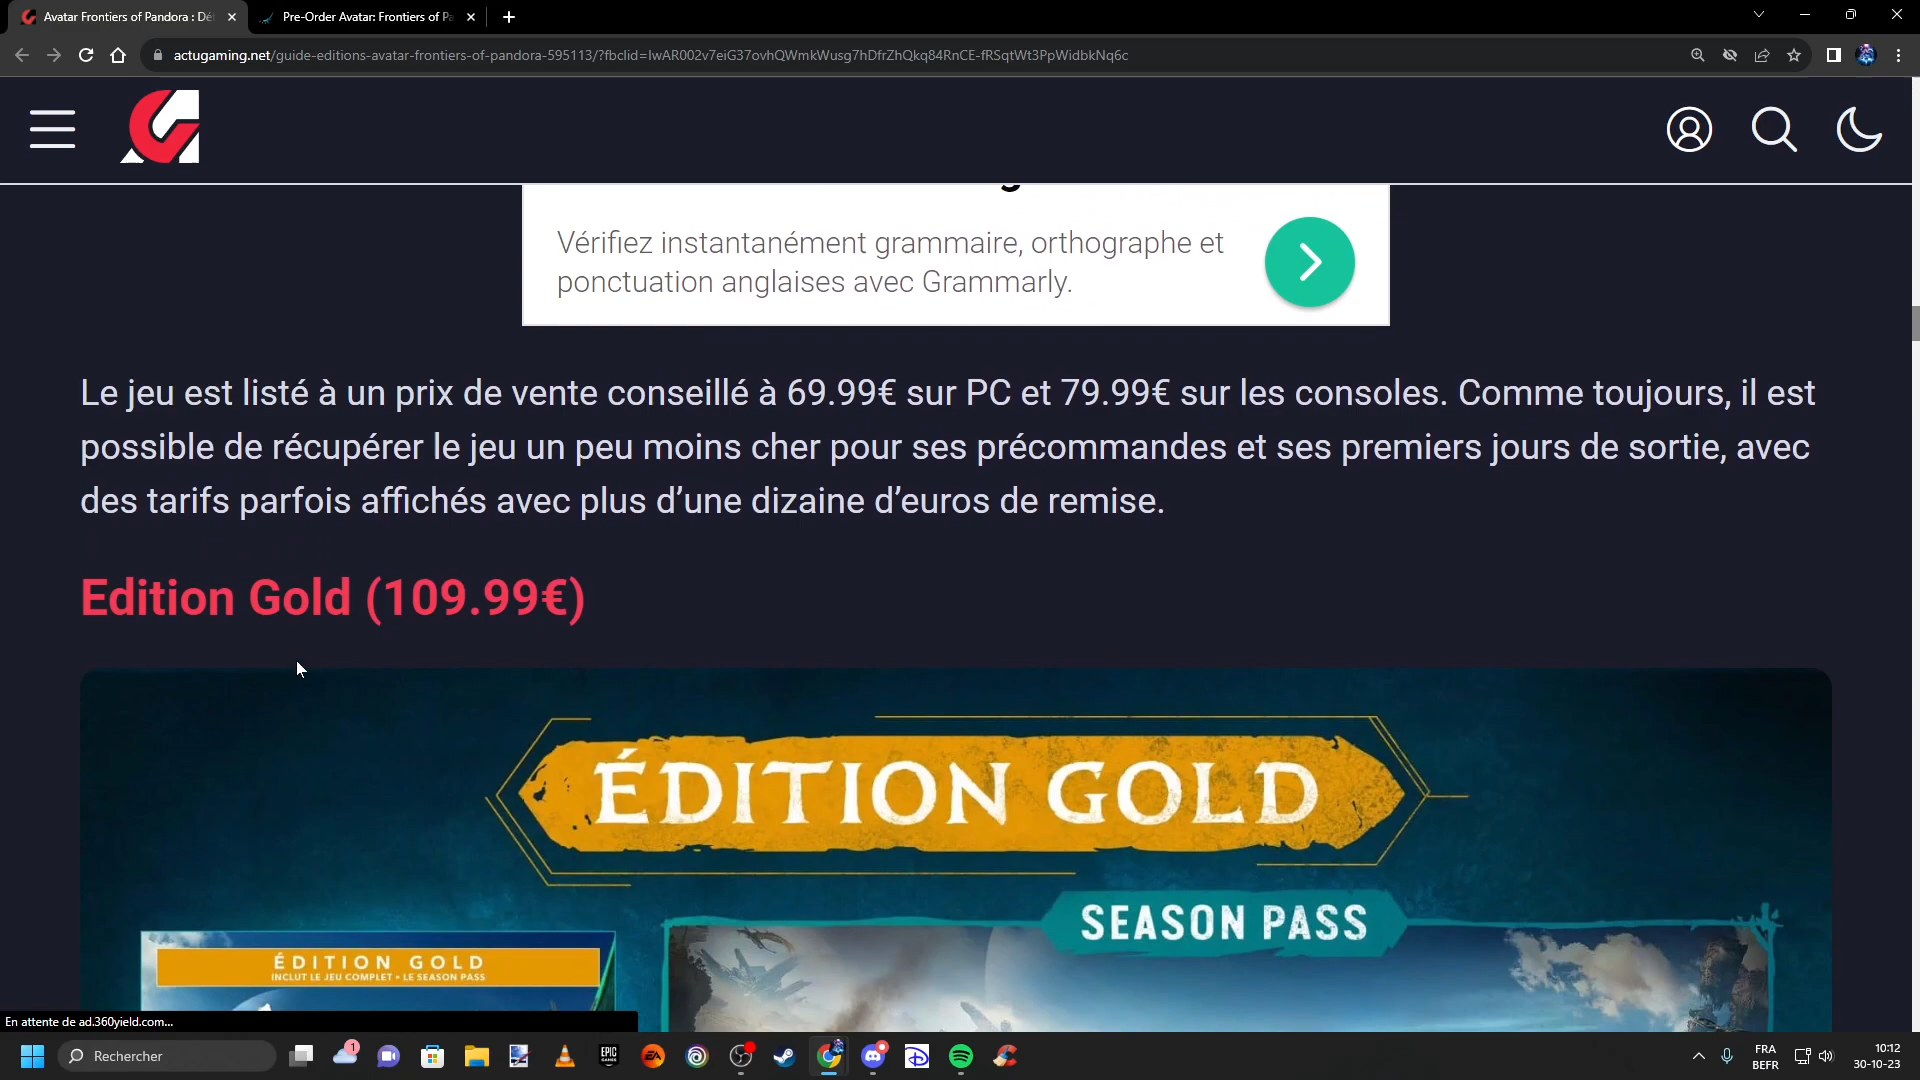 Avatar Frontiers of Pandora : Dé
Pre-Order Avatar: Frontiers of Pa
actugaming.net/guide-editions-avatar-frontiers-of-pandora-595113/?fbclid=IwAR002v7eiG37ovhQWmkWusg7hDfrZhQkq84RnCE-fRSqtWt3PpWidbkNq6c
Vérifiez instantanément grammaire, orthographe et
ponctuation anglaises avec Grammarly.
Le jeu est listé à un prix de vente conseillé à 69.99€ sur PC et 79.99€ sur les consoles. Comme toujours, il est
possible de récupérer le jeu un peu moins cher pour ses précommandes et ses premiers jours de sortie, avec
des tarifs parfois affichés avec plus d’une dizaine d’euros de remise.
Edition Gold (109.99€)
ÉDITION GOLD
SEASON PASS
ÉDITION GOLD
INCLUT LE JEU COMPLET + LE SEASON PASS
En attente de ad.360yield.com...
Rechercher
1
EPIC
GAMES
EA
FRA
BEFR
10:12
30-10-23